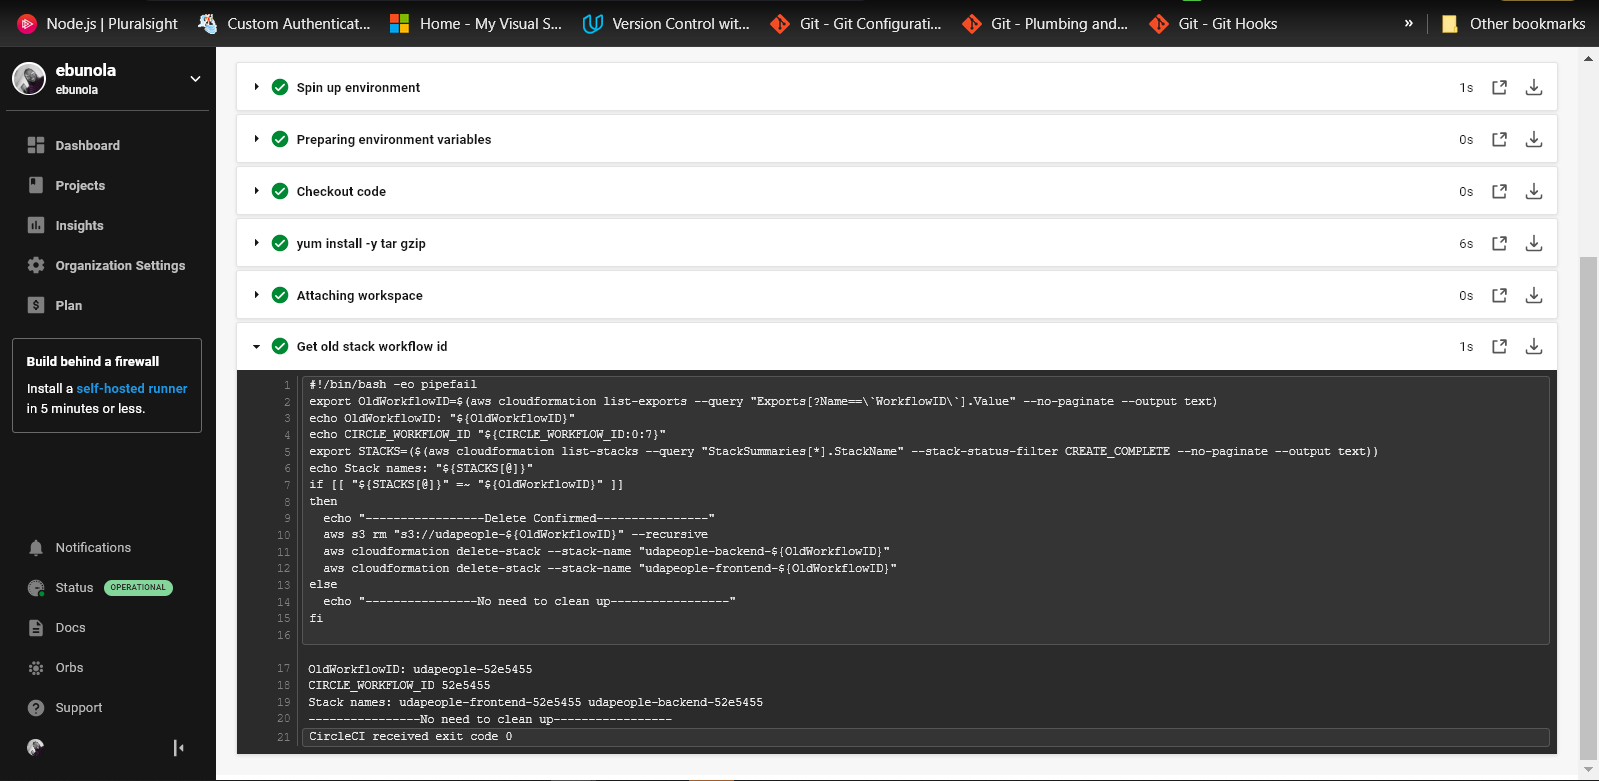 Node.js | Pluralsight
Custom Authenticat...
Home - My Visual S...
Version Control wit...
Git - Git Configurati...
Git - Plumbing and...
Git - Git Hooks
»
Other bookmarks
ebunola
ebunola
Dashboard
Projects
Insights
Organization Settings
Plan
Build behind a firewall
Install a self-hosted runner
in 5 minutes or less.
Notifications
Status OPERATIONAL
Docs
Orbs
Support
Spin up environment 1s
Preparing environment variables 0s
Checkout code 0s
yum install -y tar gzip 6s
Attaching workspace 0s
Get old stack workflow id 1s
1 #!/bin/bash -eo pipefail
2 export OldWorkflowID=$(aws cloudformation list-exports --query "Exports[?Name==\`WorkflowID\`].Value" --no-paginate --output text)
3 echo OldWorkflowID: "${OldWorkflowID}"
4 echo CIRCLE_WORKFLOW_ID "${CIRCLE_WORKFLOW_ID:0:7}"
5 export STACKS=($(aws cloudformation list-stacks --query "StackSummaries[*].StackName" --stack-status-filter CREATE_COMPLETE --no-paginate --output text))
6 echo Stack names: "${STACKS[@]}"
7 if [[ "${STACKS[@]}" =~ "${OldWorkflowID}" ]]
8 then
9   echo "-----------------Delete Confirmed----------------"
10   aws s3 rm "s3://udapeople-${OldWorkflowID}" --recursive
11   aws cloudformation delete-stack --stack-name "udapeople-backend-${OldWorkflowID}"
12   aws cloudformation delete-stack --stack-name "udapeople-frontend-${OldWorkflowID}"
13 else
14   echo "----------------No need to clean up-----------------"
15 fi
16
17 OldWorkflowID: udapeople-52e5455
18 CIRCLE_WORKFLOW_ID 52e5455
19 Stack names: udapeople-frontend-52e5455 udapeople-backend-52e5455
20 ----------------No need to clean up-----------------
21 CircleCI received exit code 0